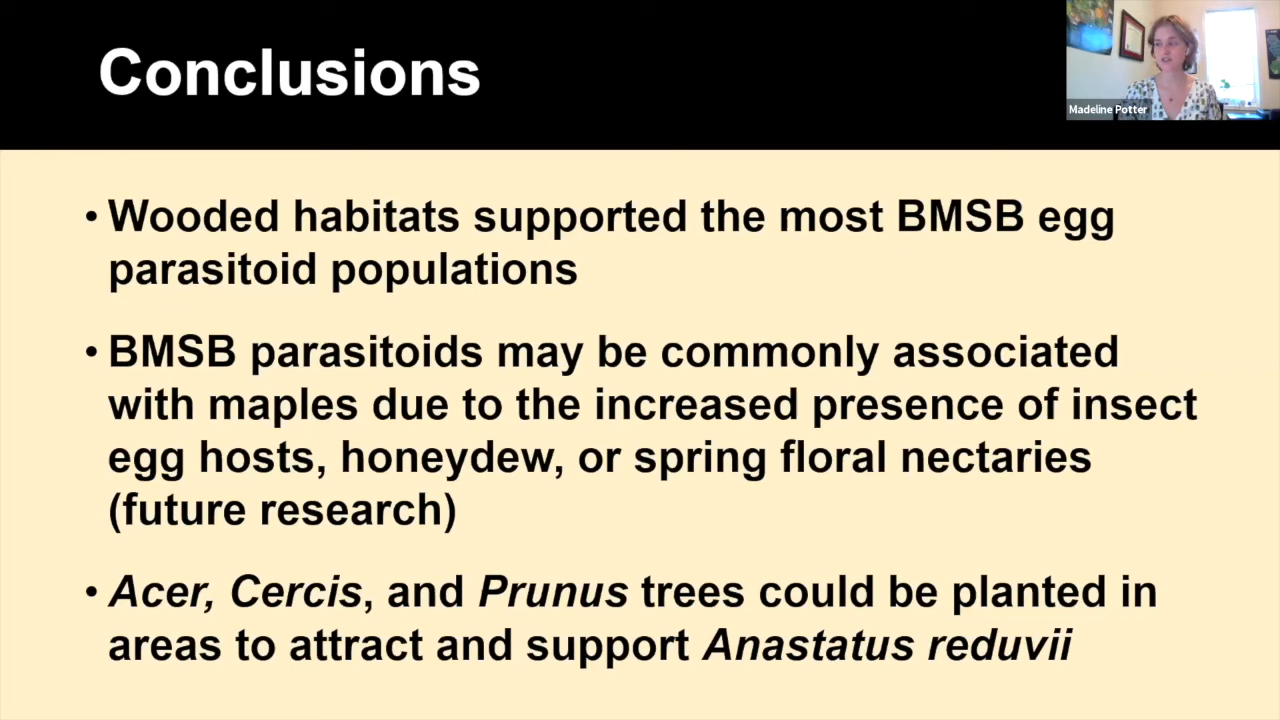 Conclusions
Madeline Potter
• Wooded habitats supported the most BMSB egg
parasitoid populations
• BMSB parasitoids may be commonly associated
with maples due to the increased presence of insect
egg hosts, honeydew, or spring floral nectaries
(future research)
• Acer, Cercis, and Prunus trees could be planted in
areas to attract and support Anastatus reduvii